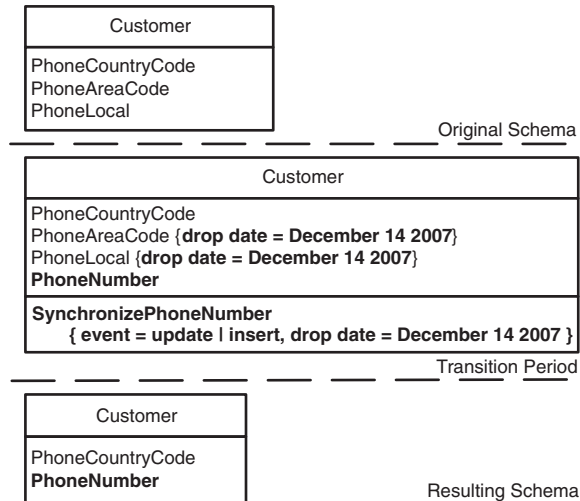 Customer
PhoneCountryCode
PhoneAreaCode
PhoneLocal
Original Schema
Customer
PhoneCountryCode
PhoneAreaCode {drop date = December 14 2007}
PhoneLocal {drop date = December 14 2007}
PhoneNumber
SynchronizePhoneNumber
{ event = update | insert, drop date = December 14 2007 }
Transition Period
Customer
PhoneCountryCode
PhoneNumber
Resulting Schema